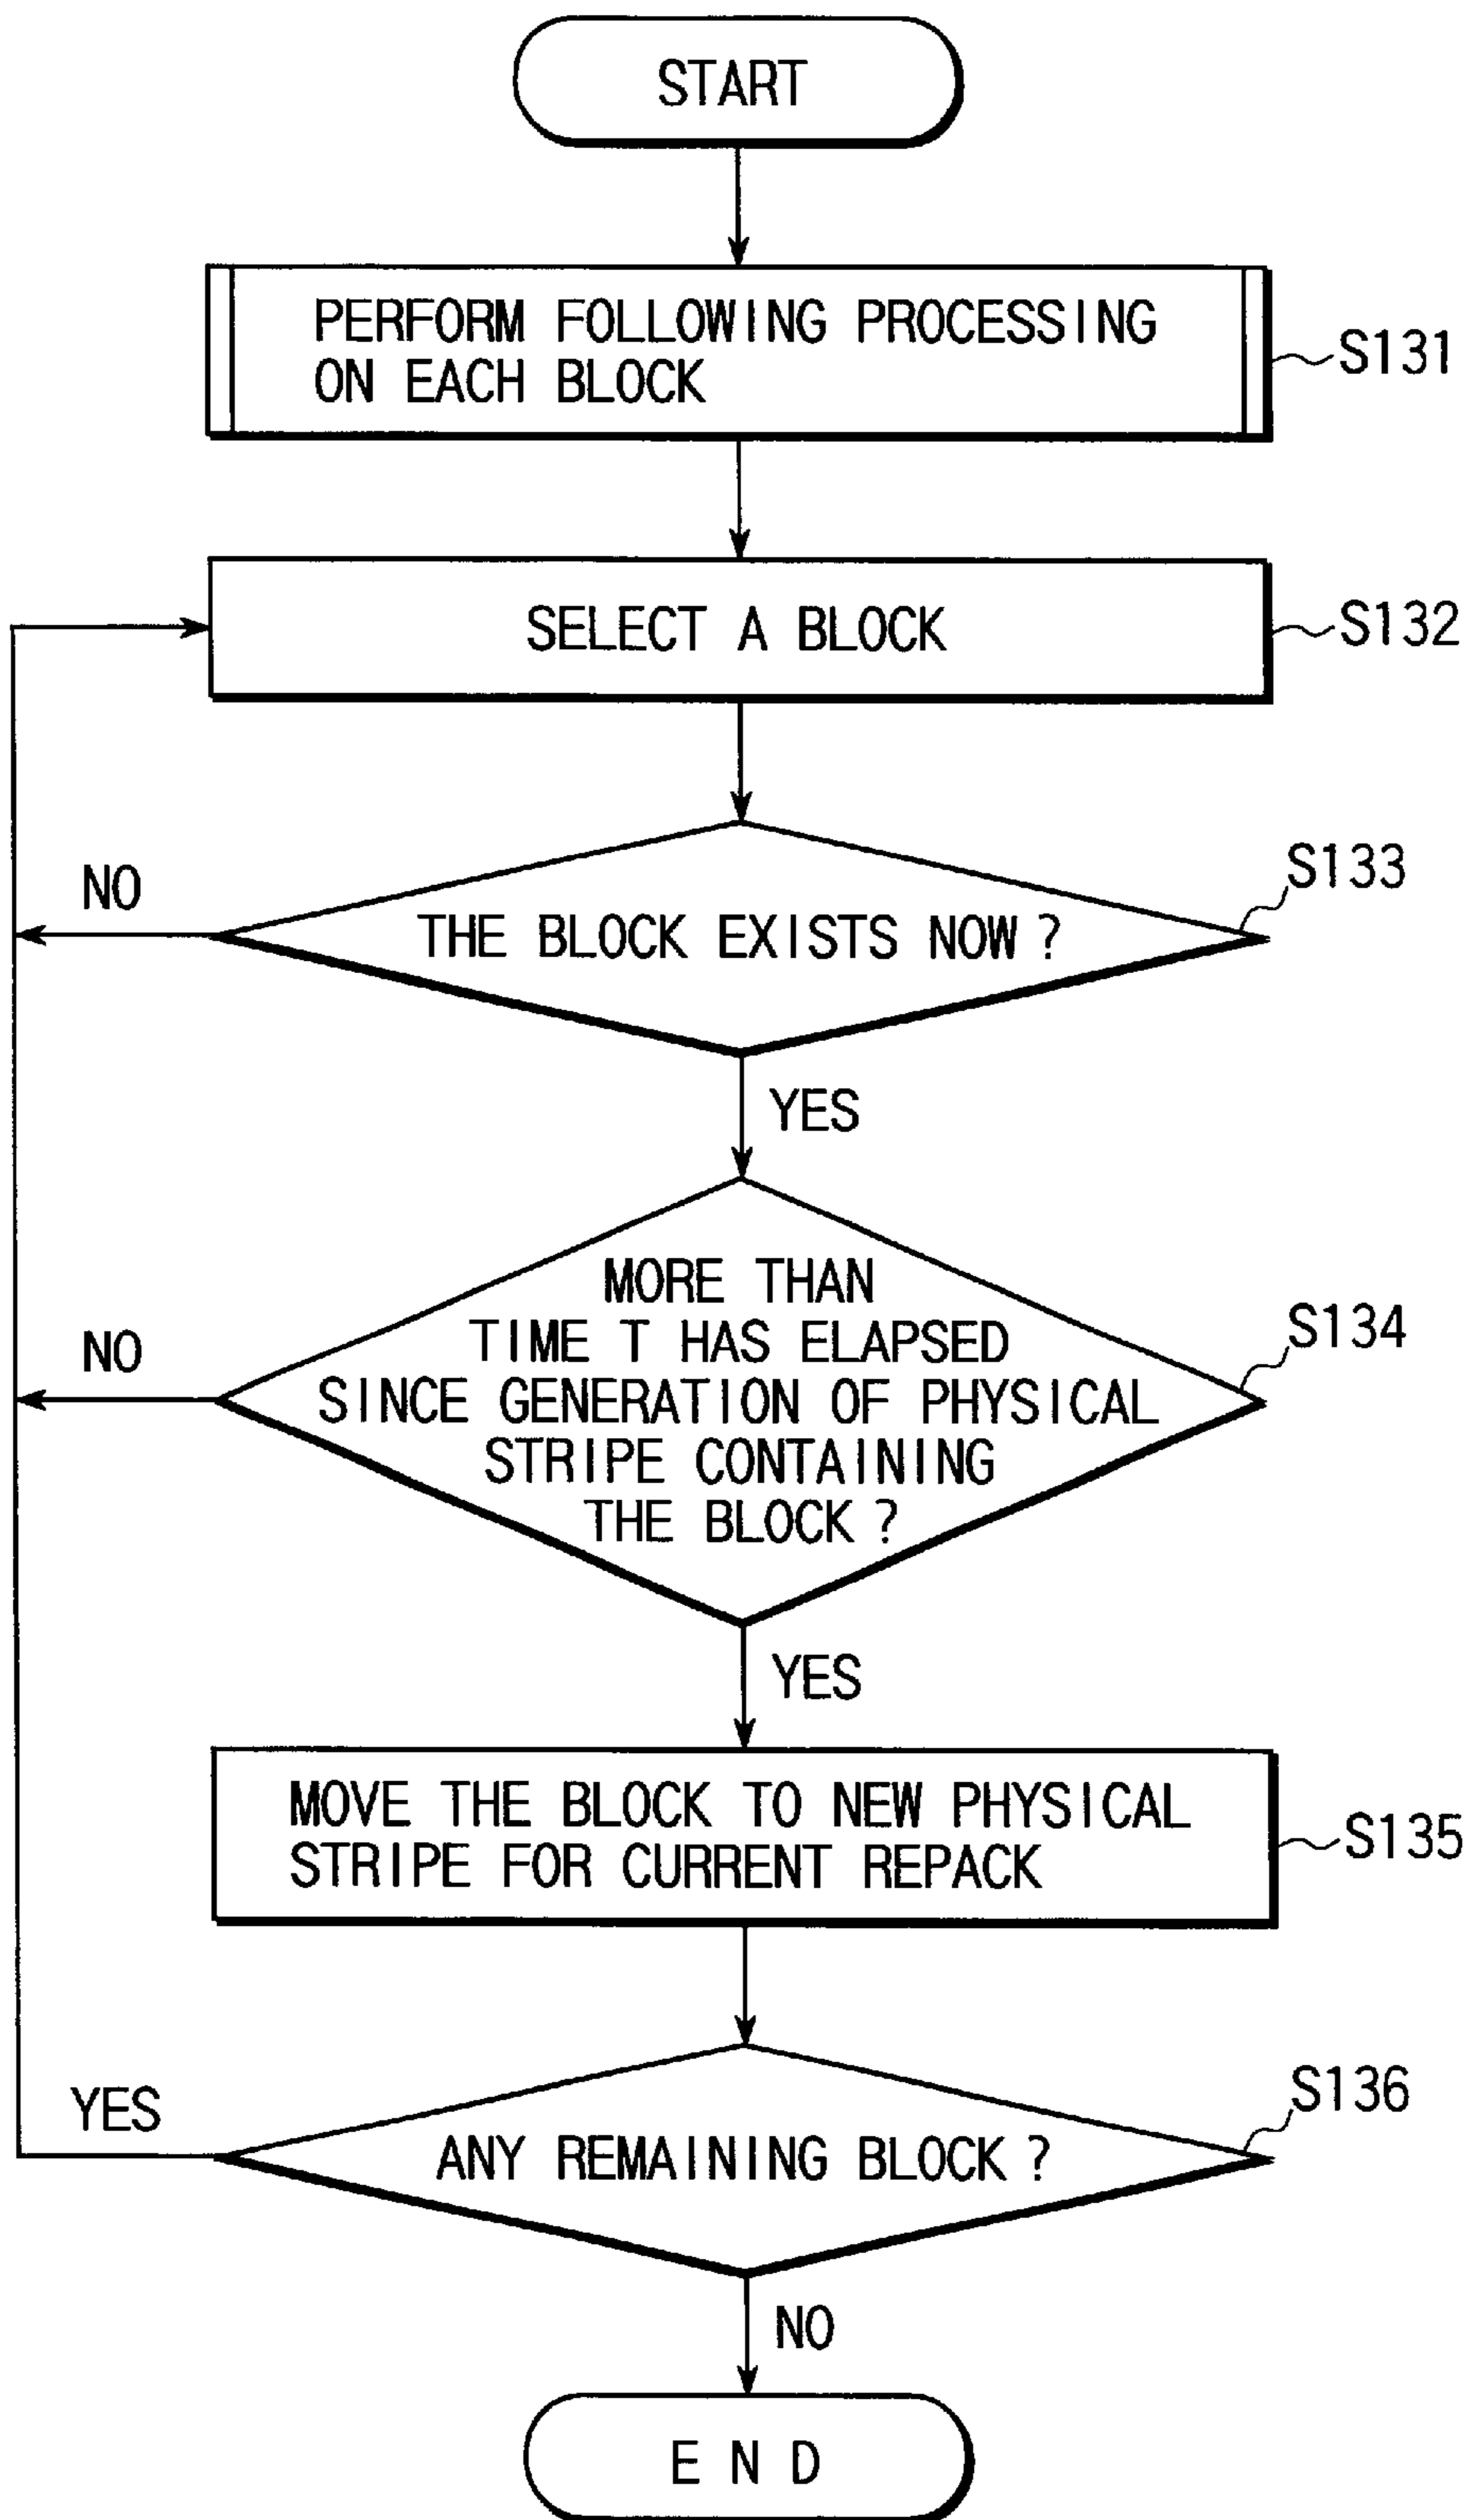 START
PERFORM FOLLOWING PROCESSING
ON EACH BLOCK
S131
SELECT A BLOCK
S132
THE BLOCK EXISTS NOW?
S133
NO
YES
MORE THAN
TIME T HAS ELAPSED
SINCE GENERATION OF PHYSICAL
STRIPE CONTAINING
THE BLOCK?
S134
NO
YES
MOVE THE BLOCK TO NEW PHYSICAL
STRIPE FOR CURRENT REPACK
S135
ANY REMAINING BLOCK?
S136
YES
NO
END